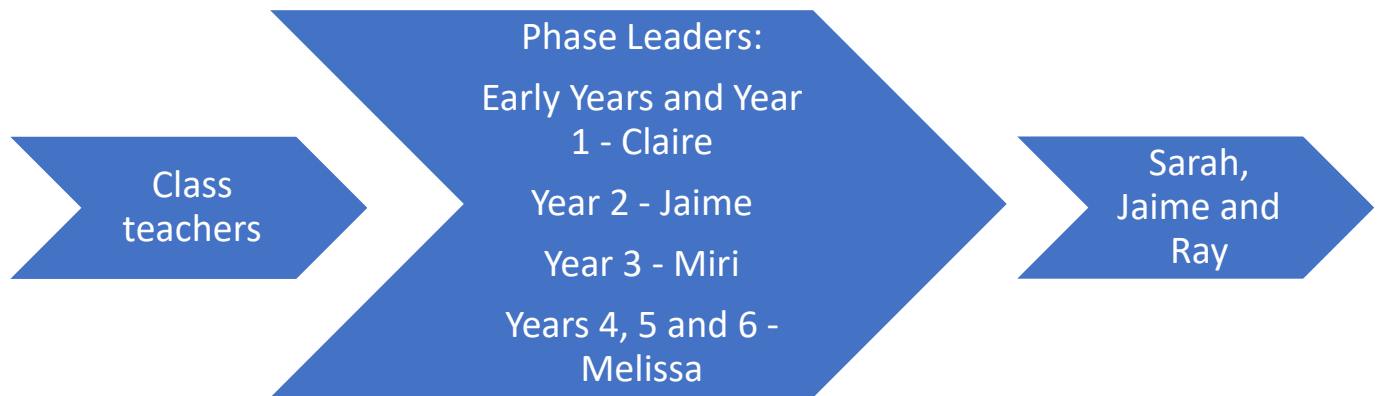 Class
teachers
Phase Leaders:
Early Years and Year
1 - Claire
Year 2 - Jaime
Year 3 - Miri
Years 4, 5 and 6 -
Melissa
Sarah,
Jaime and
Ray